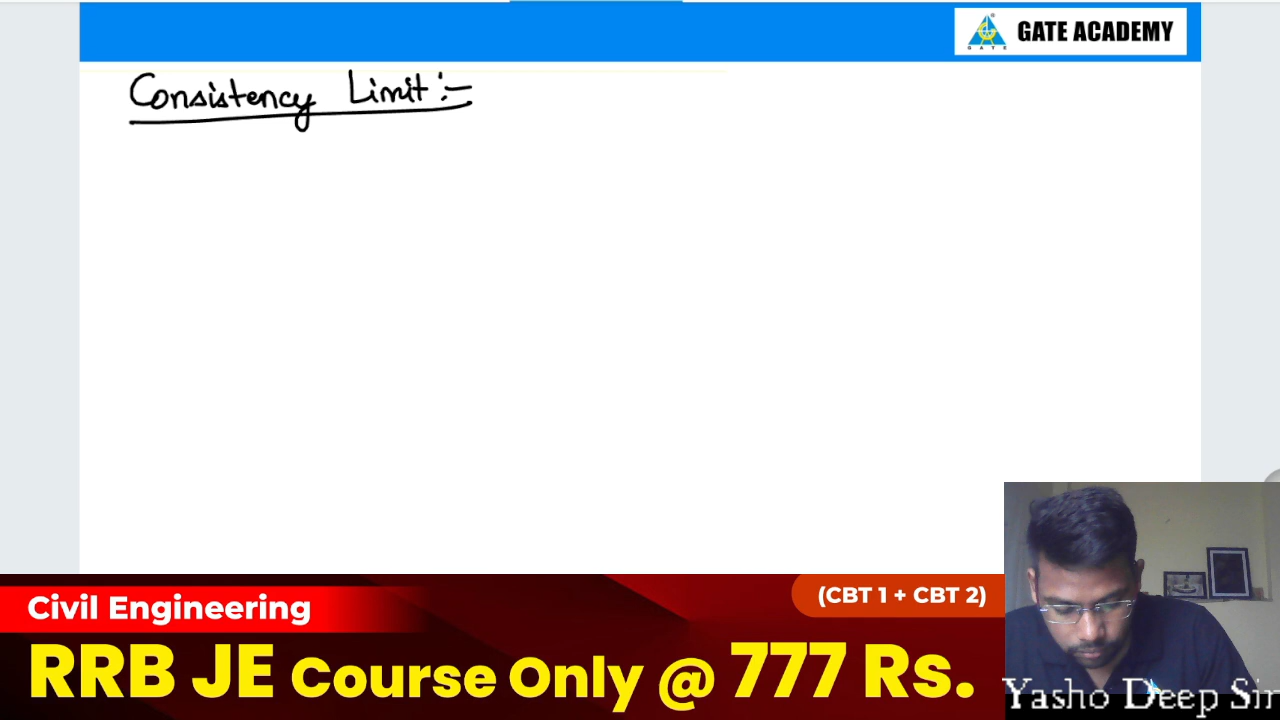 GATE ACADEMY
GATE
Consistency Limit :-
Civil Engineering
(CBT 1 + CBT 2)
RRB JE Course Only @ 777 Rs.
Yasho Deep Sir